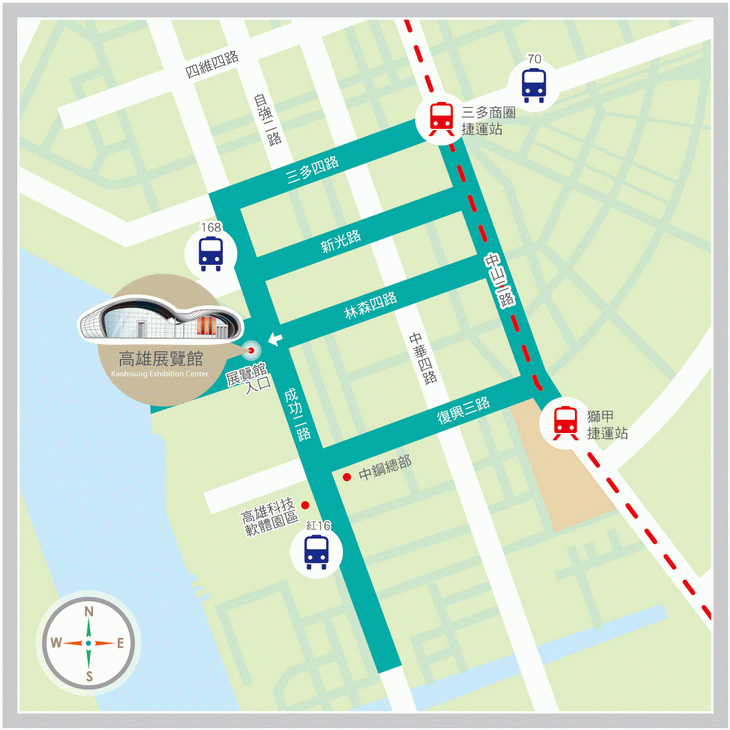 70
四維四路
自強二路
三多商圈
捷運站
三多四路
168
新光路
中山二路
林森四路
高雄展覽館
Kaohsiung Exhibition Center
展覽館
入口
中華四路
成功二路
復興三路
獅甲
捷運站
中鋼總部
高雄科技
軟體園區
紅16
N
W
E
S